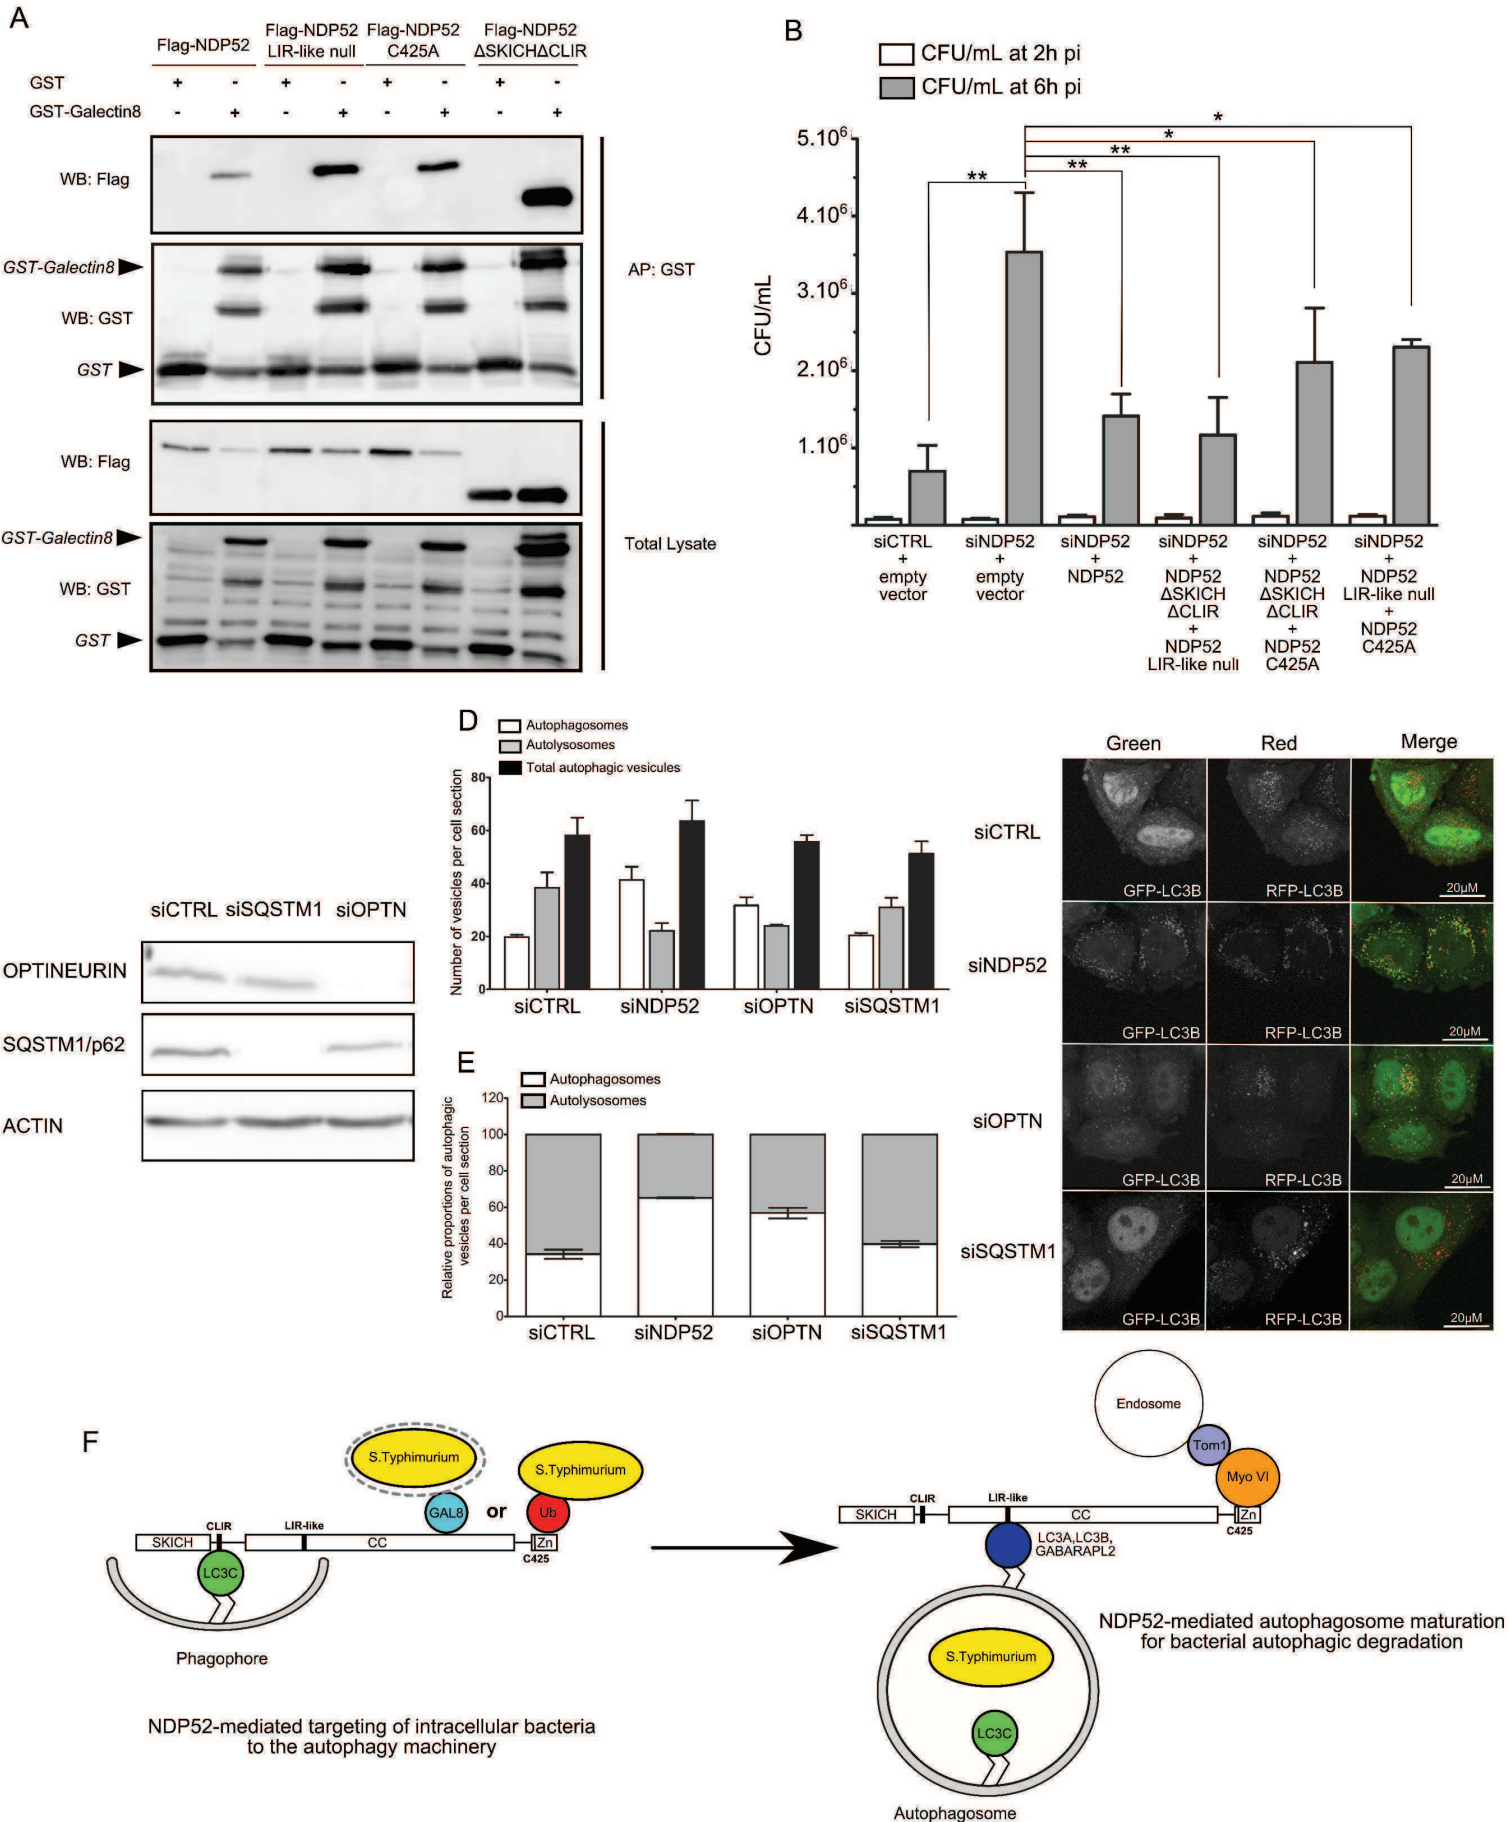 A
Flag-NDP52
Flag-NDP52
LIR-like null
Flag-NDP52
C425A
Flag-NDP52
ΔSKICHΔCLIR
GST + - + - + - + -
GST-Galectin8 - + - + - + - +
WB: Flag
GST-Galectin8
WB: GST
GST
AP: GST
WB: Flag
GST-Galectin8
WB: GST
GST
Total Lysate
B
CFU/mL at 2h pi
CFU/mL at 6h pi
CFU/mL
5.10⁶
4.10⁶
3.10⁶
2.10⁶
1.10⁶
*
*
**
**
**
siCTRL
+
empty
vector
siNDP52
+
empty
vector
siNDP52
+
NDP52
siNDP52
+
NDP52
ΔSKICH
ΔCLIR
+
NDP52
LIR-like null
siNDP52
+
NDP52
ΔSKICH
ΔCLIR
+
NDP52
C425A
siNDP52
+
NDP52
LIR-like null
+
NDP52
C425A
siCTRL siSQSTM1 siOPTN
OPTINEURIN
SQSTM1/p62
ACTIN
D
Autophagosomes
Autolysosomes
Total autophagic vesicules
Number of vesicles per cell section
80
60
40
20
0
siCTRL siNDP52 siOPTN siSQSTM1
E
Autophagosomes
Autolysosomes
Relative proportions of autophagic
vesicles per cell section
120
100
80
60
40
20
0
siCTRL siNDP52 siOPTN siSQSTM1
Green Red Merge
siCTRL
GFP-LC3B RFP-LC3B 20µM
siNDP52
GFP-LC3B RFP-LC3B 20µM
siOPTN
GFP-LC3B RFP-LC3B 20µM
siSQSTM1
GFP-LC3B RFP-LC3B 20µM
F
S.Typhimurium
S.Typhimurium
GAL8 or Ub
CLIR LIR-like
SKICH CC Zn
C425
LC3C
Phagophore
NDP52-mediated targeting of intracellular bacteria
to the autophagy machinery
Endosome
Tom1
Myo VI
CLIR LIR-like
SKICH CC Zn
C425
LC3A,LC3B,
GABARAPL2
S.Typhimurium
LC3C
Autophagosome
NDP52-mediated autophagosome maturation
for bacterial autophagic degradation